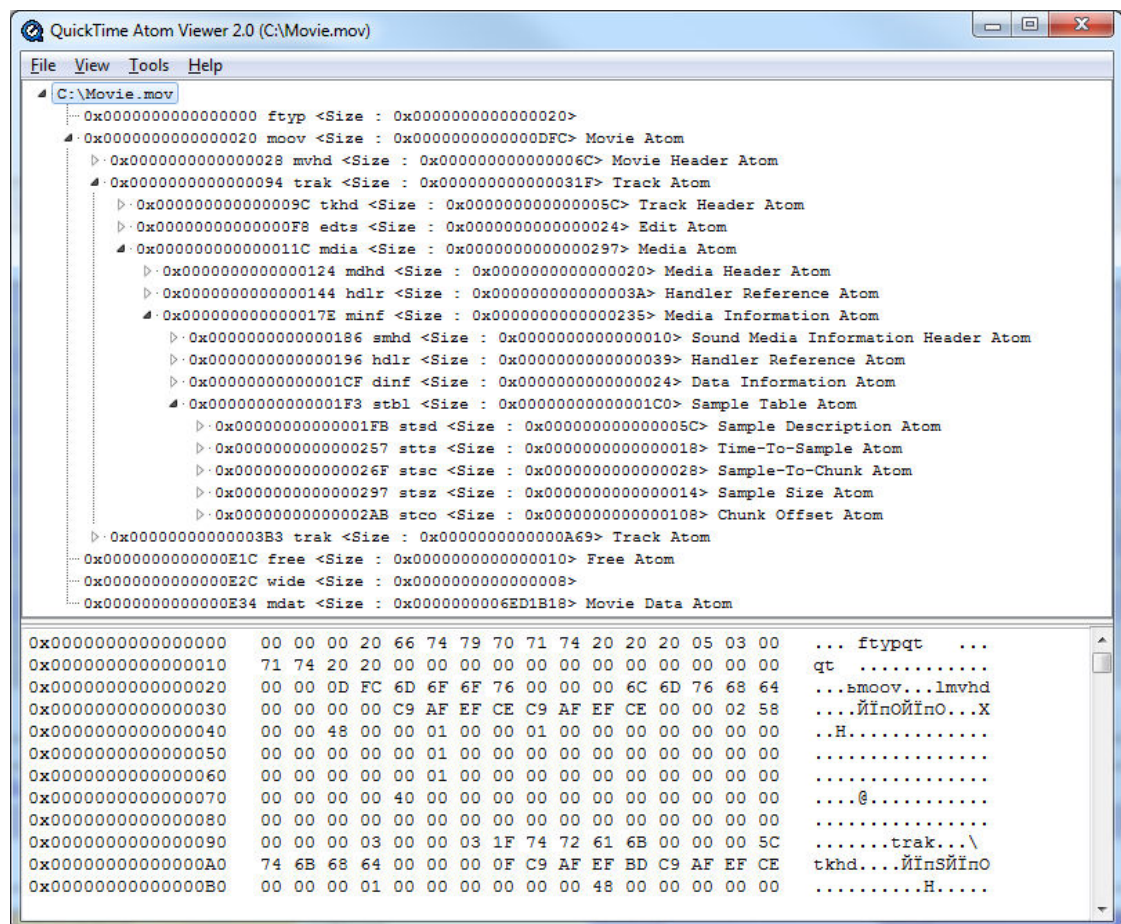 QuickTime Atom Viewer 2.0 (C:\Movie.mov)
File View Tools Help
C:\Movie.mov
0x0000000000000000 ftyp <Size : 0x0000000000000020>
0x0000000000000020 moov <Size : 0x0000000000000DFC> Movie Atom
0x0000000000000028 mvhd <Size : 0x000000000000006C> Movie Header Atom
0x0000000000000094 trak <Size : 0x000000000000031F> Track Atom
0x000000000000009C tkhd <Size : 0x000000000000005C> Track Header Atom
0x00000000000000F8 edts <Size : 0x0000000000000024> Edit Atom
0x000000000000011C mdia <Size : 0x0000000000000297> Media Atom
0x0000000000000124 mdhd <Size : 0x0000000000000020> Media Header Atom
0x0000000000000144 hdlr <Size : 0x000000000000003A> Handler Reference Atom
0x000000000000017E minf <Size : 0x0000000000000235> Media Information Atom
0x0000000000000186 smhd <Size : 0x0000000000000010> Sound Media Information Header Atom
0x0000000000000196 hdlr <Size : 0x0000000000000039> Handler Reference Atom
0x00000000000001CF dinf <Size : 0x0000000000000024> Data Information Atom
0x00000000000001F3 stbl <Size : 0x00000000000001C0> Sample Table Atom
0x00000000000001FB stsd <Size : 0x000000000000005C> Sample Description Atom
0x0000000000000257 stts <Size : 0x0000000000000018> Time-To-Sample Atom
0x000000000000026F stsc <Size : 0x0000000000000028> Sample-To-Chunk Atom
0x0000000000000297 stsz <Size : 0x0000000000000014> Sample Size Atom
0x00000000000002AB stco <Size : 0x0000000000000108> Chunk Offset Atom
0x00000000000003B3 trak <Size : 0x0000000000000A69> Track Atom
0x0000000000000E1C free <Size : 0x0000000000000010> Free Atom
0x0000000000000E2C wide <Size : 0x0000000000000008>
0x0000000000000E34 mdat <Size : 0x0000000006ED1B18> Movie Data Atom
0x0000000000000000 00 00 00 20 66 74 79 70 71 74 20 20 20 05 03 00 ... ftypqt ...
0x0000000000000010 71 74 20 20 00 00 00 00 00 00 00 00 00 00 00 00 qt ............
0x0000000000000020 00 00 0D FC 6D 6F 6F 76 00 00 00 6C 6D 76 68 64 ...ьmoov...lmvhd
0x0000000000000030 00 00 00 00 C9 AF EF CE C9 AF EF CE 00 00 02 58 ....ЙЇпОЙЇпО...X
0x0000000000000040 00 00 48 00 00 01 00 00 01 00 00 00 00 00 00 00 ..H.............
0x0000000000000050 00 00 00 00 00 01 00 00 00 00 00 00 00 00 00 00 ................
0x0000000000000060 00 00 00 00 00 01 00 00 00 00 00 00 00 00 00 00 ................
0x0000000000000070 00 00 00 00 40 00 00 00 00 00 00 00 00 00 00 00 ....@...........
0x0000000000000080 00 00 00 00 00 00 00 00 00 00 00 00 00 00 00 00 ................
0x0000000000000090 00 00 00 03 00 00 03 1F 74 72 61 6B 00 00 00 5C ........trak...\
0x00000000000000A0 74 6B 68 64 00 00 00 0F C9 AF EF BD C9 AF EF CE tkhd....ЙЇпЅЙЇпО
0x00000000000000B0 00 00 00 01 00 00 00 00 00 00 48 00 00 00 00 00 ..........H.....